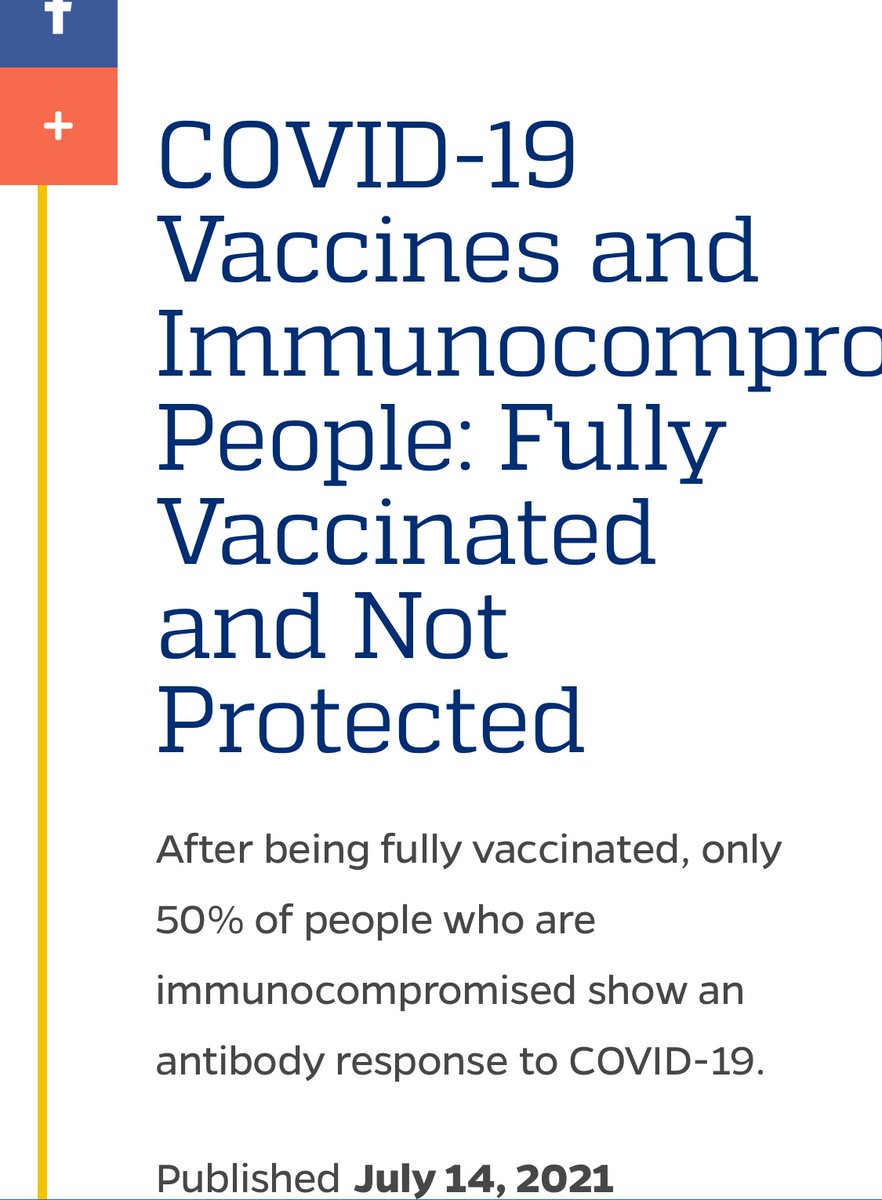 COVID-19
Vaccines and
Immunocompro
People: Fully
Vaccinated
and Not
Protected
After being fully vaccinated, only
50% of people who are
immunocompromised show an
antibody response to COVID-19.
Published July 14, 2021